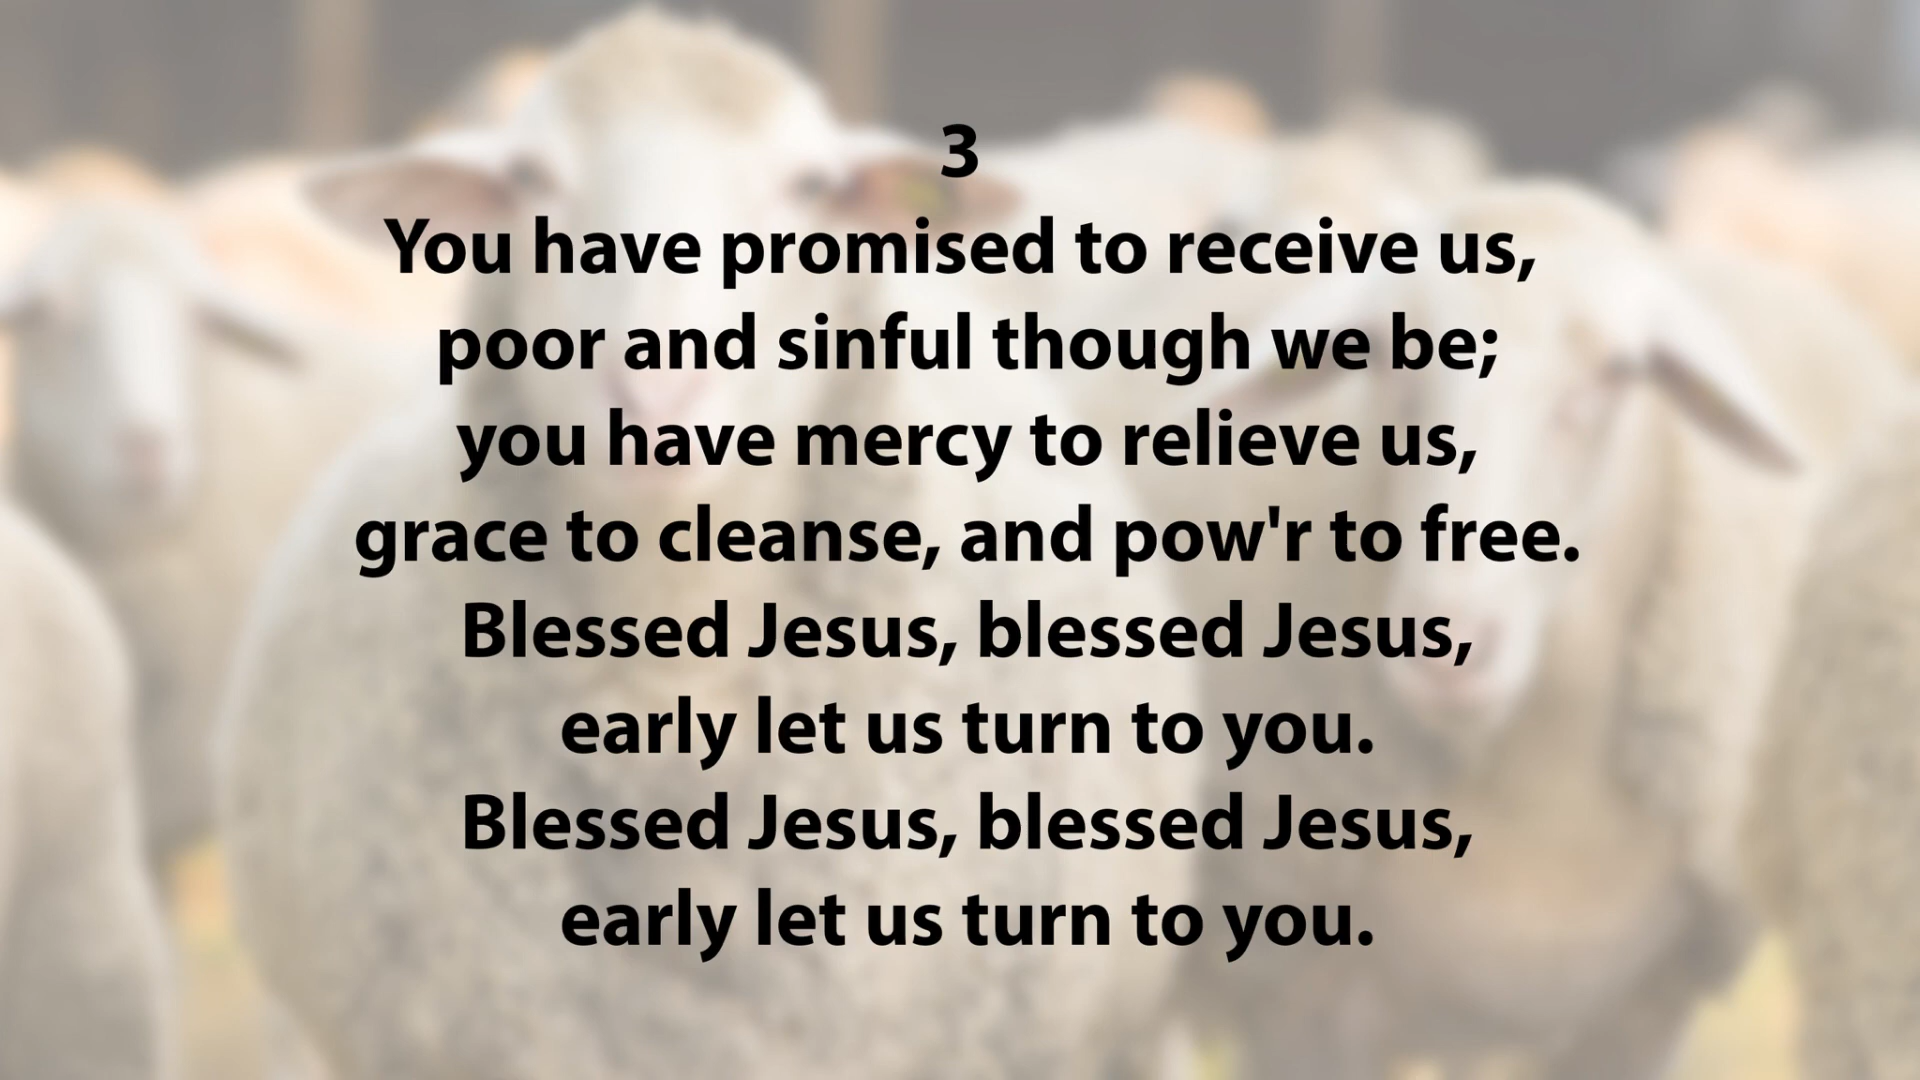 3
You have promised to receive us,
poor and sinful though we be;
you have mercy to relieve us,
grace to cleanse, and pow'r to free.
Blessed Jesus, blessed Jesus,
early let us turn to you.
Blessed Jesus, blessed Jesus,
early let us turn to you.